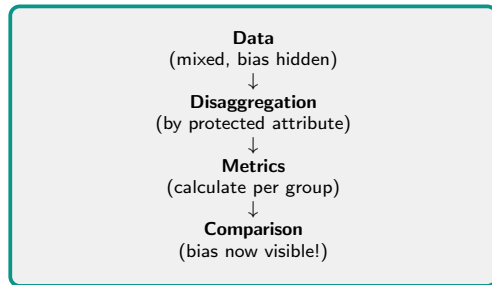 Data
(mixed, bias hidden)
↓
Disaggregation
(by protected attribute)
↓
Metrics
(calculate per group)
↓
Comparison
(bias now visible!)